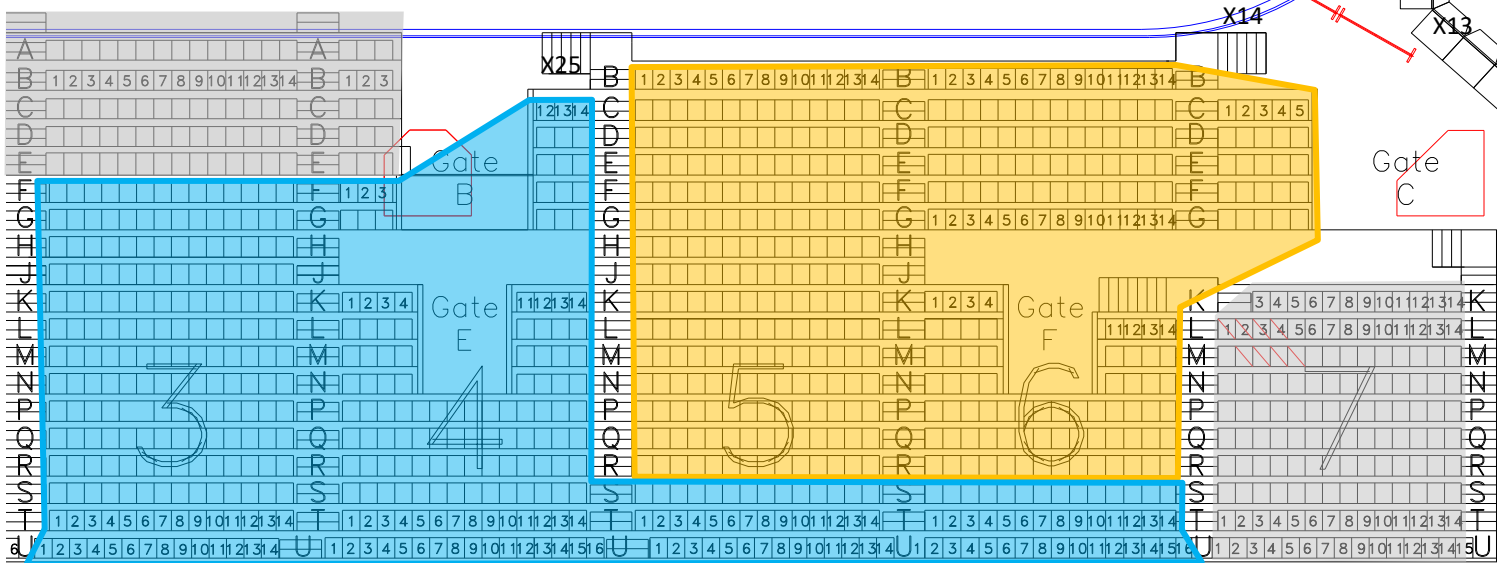 X14
X13
X25
A A
B 1 2 3 4 5 6 7 8 9 10 11 12 13 14 B 1 2 3 B 1 2 3 4 5 6 7 8 9 10 11 12 13 14 B 1 2 3 4 5 6 7 8 9 10 11 12 13 14 B
C C 12 13 14 C C C 1 2 3 4 5
D D D D D
E E E E E
Gate B
Gate C
F F 1 2 3 F F F
G G G G 1 2 3 4 5 6 7 8 9 10 11 12 13 14 G
H H H H
J J J J
K K 1 2 3 4 11 12 13 14 K K 1 2 3 4 K 3 4 5 6 7 8 9 10 11 12 13 14 K
Gate E
Gate F
L L L L 11 12 13 14 L 1 2 3 4 5 6 7 8 9 10 11 12 13 14 L
M M M M M M
N N N N N N
3 4 5 6 7
P P P P P P
Q Q Q Q Q Q
R R R R R R
S S S S S S
T 1 2 3 4 5 6 7 8 9 10 11 12 13 14 T 1 2 3 4 5 6 7 8 9 10 11 12 13 14 T 1 2 3 4 5 6 7 8 9 10 11 12 13 14 T 1 2 3 4 5 6 7 8 9 10 11 12 13 14 T 1 2 3 4 5 6 7 8 9 10 11 12 13 14 T
6 U 1 2 3 4 5 6 7 8 9 10 11 12 13 14 U 1 2 3 4 5 6 7 8 9 10 11 12 13 14 15 16 U 1 2 3 4 5 6 7 8 9 10 11 12 13 14 U 1 2 3 4 5 6 7 8 9 10 11 12 13 14 15 16 U 1 2 3 4 5 6 7 8 9 10 11 12 13 14 15 U